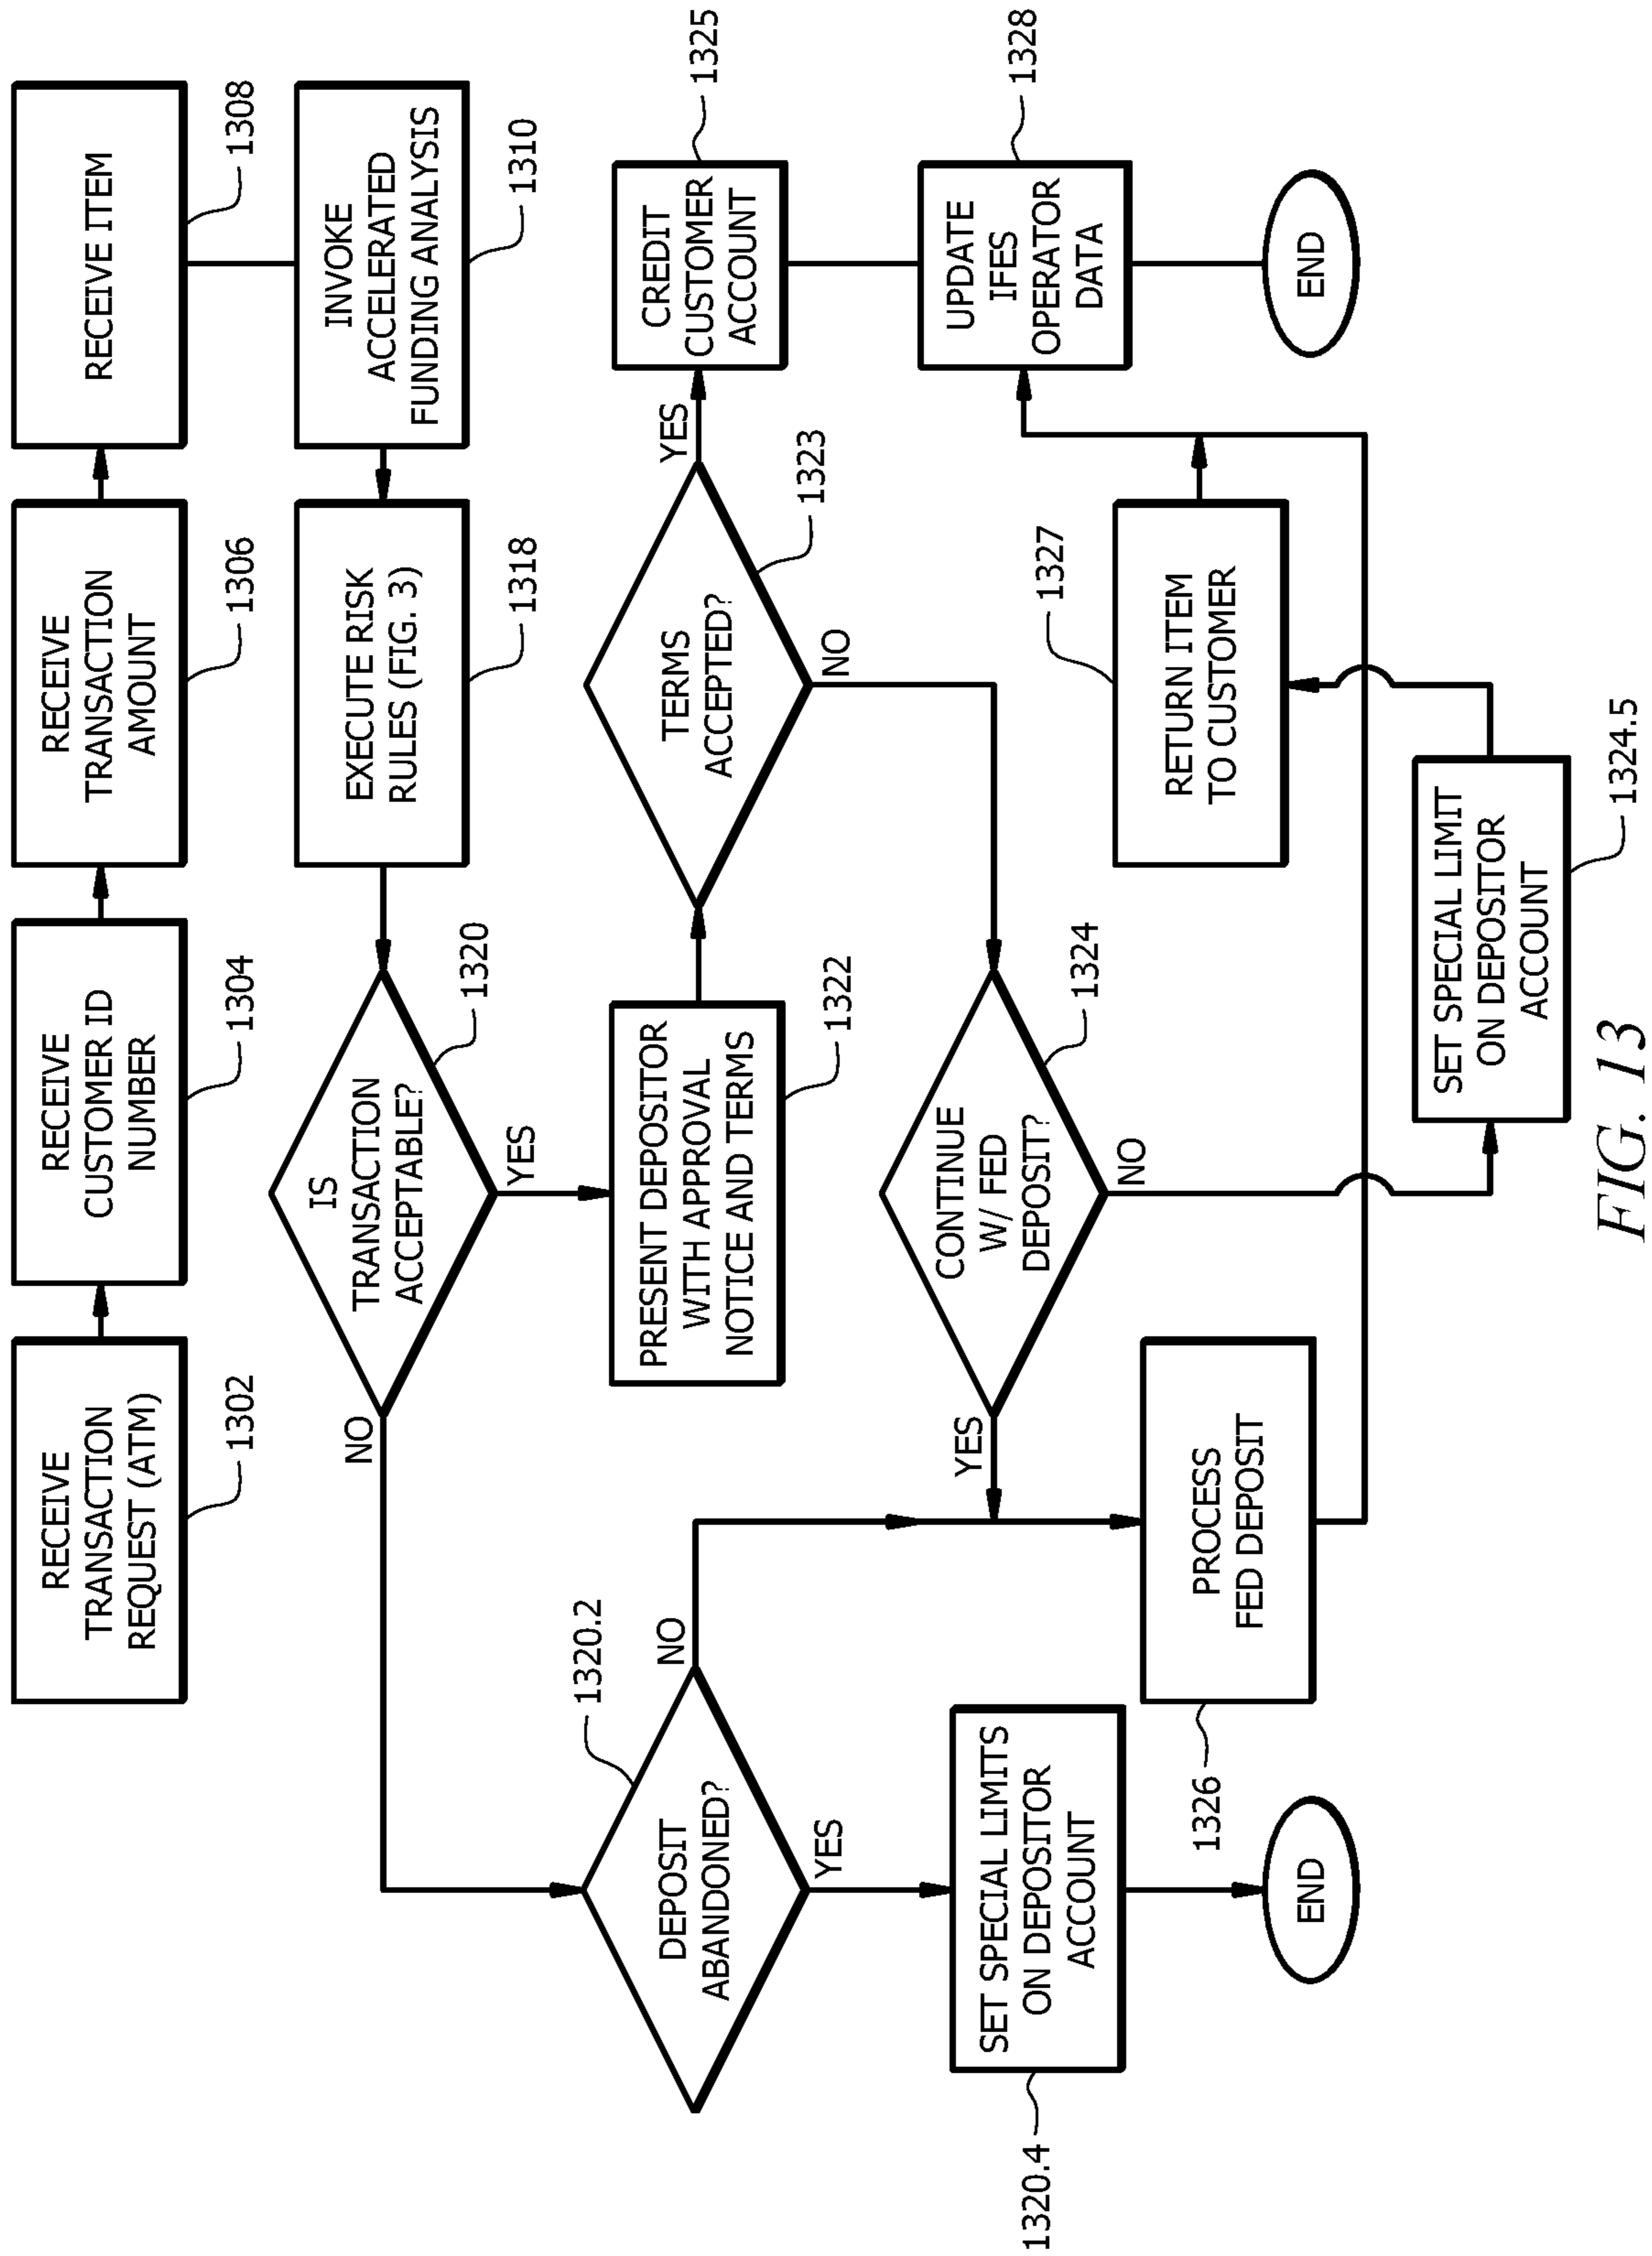 RECEIVE
TRANSACTION
REQUEST (ATM)
1302
RECEIVE
CUSTOMER ID
NUMBER
1304
RECEIVE
TRANSACTION
AMOUNT
1306
RECEIVE ITEM
1308
INVOKE
ACCELERATED
FUNDING ANALYSIS
1310
EXECUTE RISK
RULES (FIG. 3)
1318
IS
TRANSACTION
ACCEPTABLE?
1320
NO
YES
DEPOSIT
ABANDONED?
1320.2
NO
YES
PRESENT DEPOSITOR
WITH APPROVAL
NOTICE AND TERMS
1322
TERMS
ACCEPTED?
1323
YES
NO
CREDIT
CUSTOMER
ACCOUNT
1325
SET SPECIAL LIMITS
ON DEPOSITOR
ACCOUNT
1320.4
CONTINUE
W/ FED
DEPOSIT?
1324
YES
NO
UPDATE
IFES
OPERATOR
DATA
1328
PROCESS
FED DEPOSIT
1326
RETURN ITEM
TO CUSTOMER
1327
END
END
SET SPECIAL LIMIT
ON DEPOSITOR
ACCOUNT
1324.5
FIG. 13